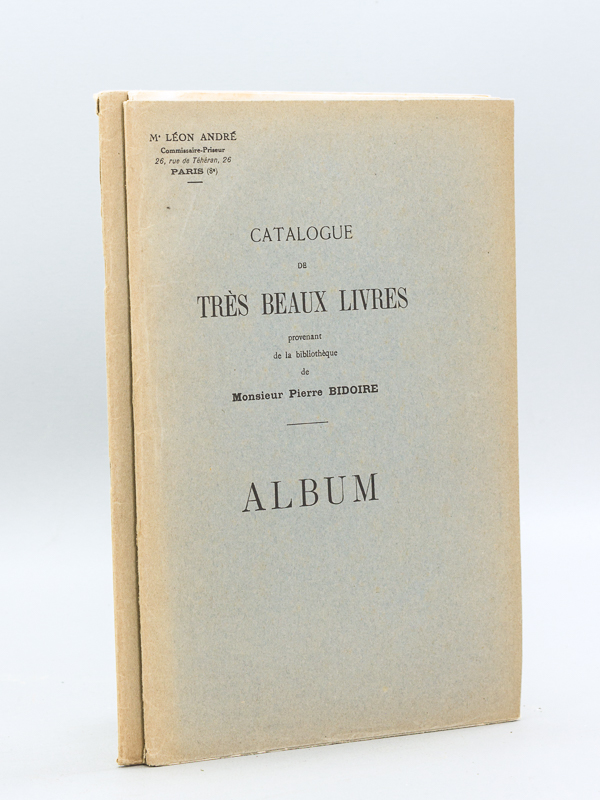 Mᵉ LÉON ANDRÉ
Commissaire-Priseur
26, rue de Téhéran, 26
PARIS (8ᵉ)
CATALOGUE
DE
TRÈS BEAUX LIVRES
provenant
de la bibliothèque
de
Monsieur Pierre BIDOIRE
ALBUM